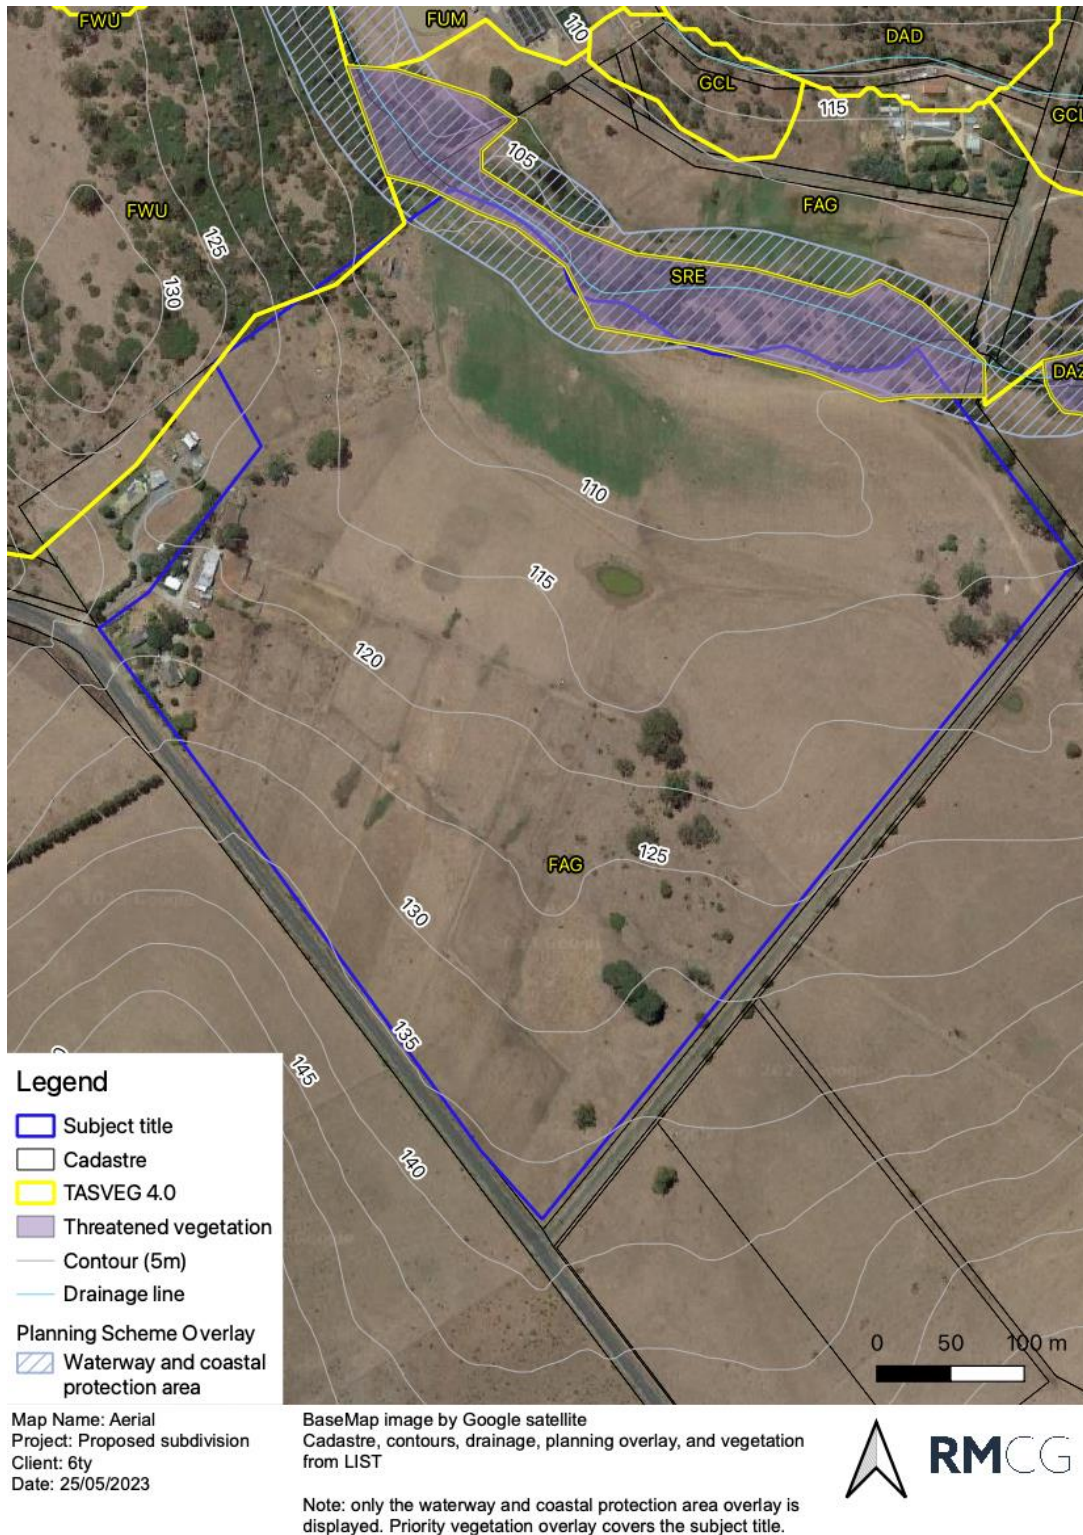 FWU
FUM
110
DAD
GCL
115
GCL
105
FWU
FAG
125
130
SRE
DAZ
110
115
120
FAG
125
130
135
145
140
Legend
Subject title
Cadastre
TASVEG 4.0
Threatened vegetation
Contour (5m)
Drainage line
Planning Scheme Overlay
Waterway and coastal
protection area
0 50 100 m
Map Name: Aerial
Project: Proposed subdivision
Client: 6ty
Date: 25/05/2023
BaseMap image by Google satellite
Cadastre, contours, drainage, planning overlay, and vegetation
from LIST
Note: only the waterway and coastal protection area overlay is
displayed. Priority vegetation overlay covers the subject title.
RMCG